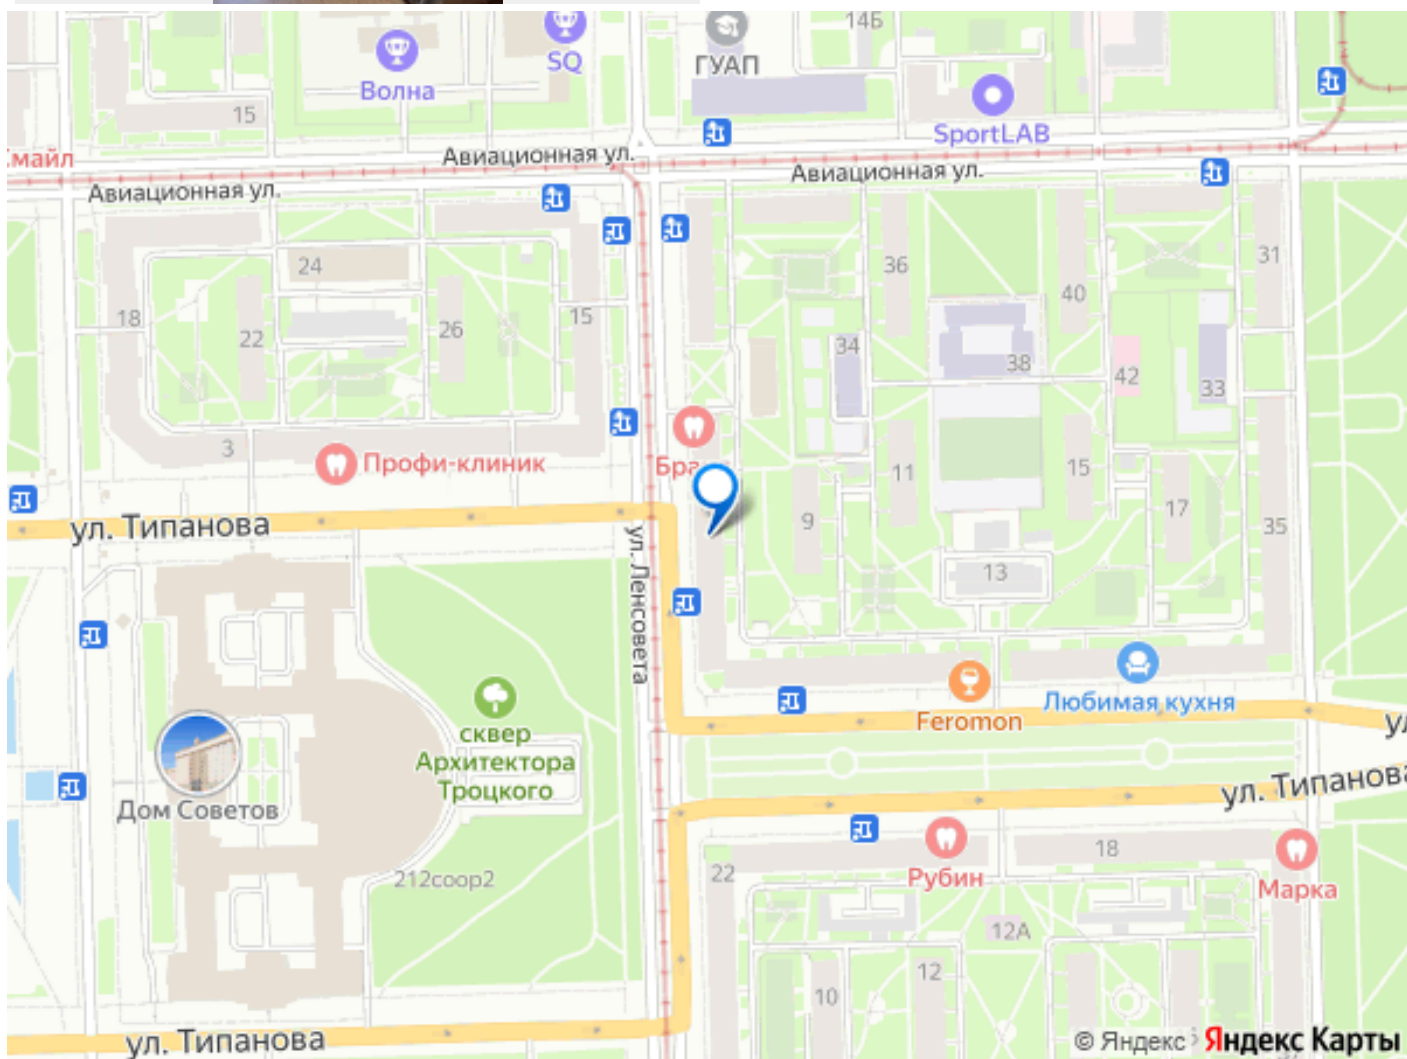 14Б
SQ
ГУАП
Волна
15
SportLAB
майл
Авиационная ул.
Авиационная ул.
Авиационная ул.
24
36
31
40
18
22
26
15
34
38
42
33
3
Профи-клиник
Бра
11
15
9
17
35
ул. Типанова
ул. Ленсовета
13
Любимая кухня
Feromon
сквер
Архитектора
Троцкого
Дом Советов
ул. Типанова
212соор2
22
Рубин
18
Марка
12А
12
10
ул. Типанова
© Яндекс Яндекс Карты